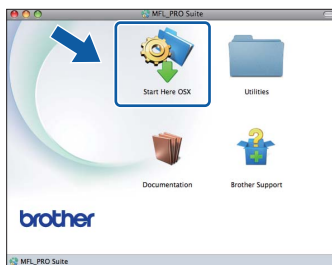 MFL_PRO Suite
Start Here OSX
Utilities
Documentation
Brother Support
brother
MFL_PRO Suite